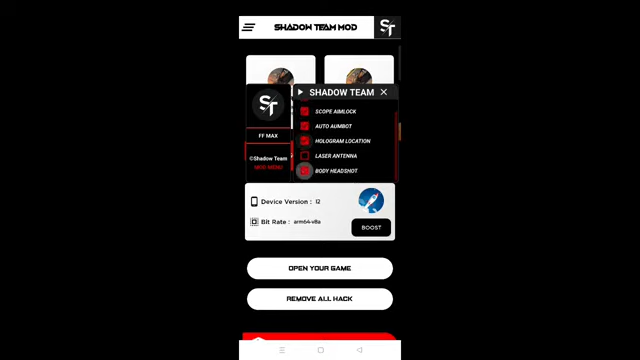 SHADOW TEAM MOD
ST
SHADOW TEAM
ST
SCOPE AIMLOCK
FF MAX
AUTO AIMBOT
HOLOGRAM LOCATION
©Shadow Team
MOD MENU
LASER ANTENNA
BODY HEADSHOT
Device Version : 12
Bit Rate : arm64-v8a
BOOST
OPEN YOUR GAME
REMOVE ALL HACK